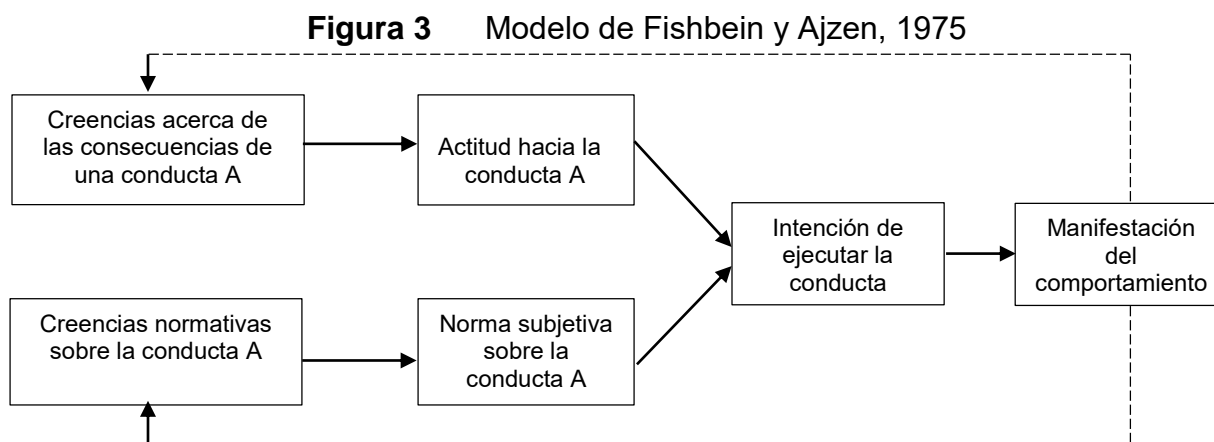 Figura 3 Modelo de Fishbein y Ajzen, 1975
Creencias acerca de
las consecuencias de
una conducta A
Actitud hacia la
conducta A
Intención de
ejecutar la
conducta
Manifestación
del
comportamiento
Creencias normativas
sobre la conducta A
Norma subjetiva
sobre la
conducta A